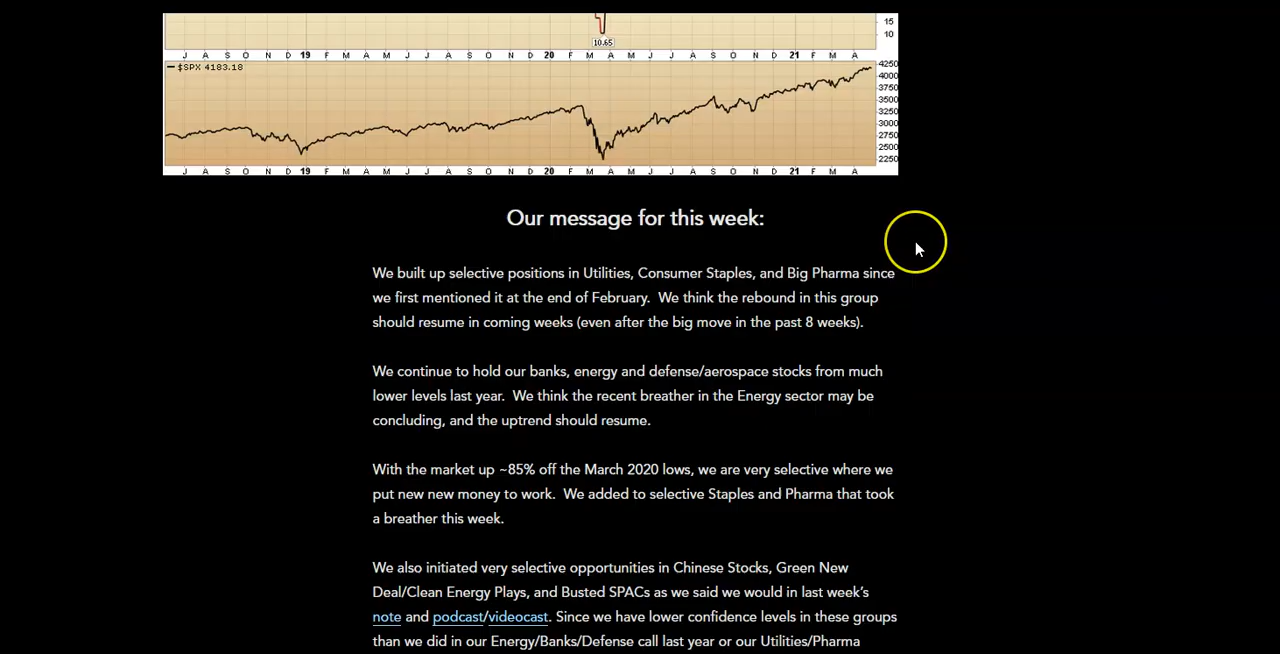 15
10
10.65
J A S O N D 19 F M A M J J A S O N D 20 F M A M J J A S O N D 21 F M A
$SPX 4183.18
4250
4000
3750
3500
3250
3000
2750
2500
2250
J A S O N D 19 F M A M J J A S O N D 20 F M A M J J A S O N D 21 F M A
Our message for this week:
We built up selective positions in Utilities, Consumer Staples, and Big Pharma since
we first mentioned it at the end of February. We think the rebound in this group
should resume in coming weeks (even after the big move in the past 8 weeks).
We continue to hold our banks, energy and defense/aerospace stocks from much
lower levels last year. We think the recent breather in the Energy sector may be
concluding, and the uptrend should resume.
With the market up ~85% off the March 2020 lows, we are very selective where we
put new new money to work. We added to selective Staples and Pharma that took
a breather this week.
We also initiated very selective opportunities in Chinese Stocks, Green New
Deal/Clean Energy Plays, and Busted SPACs as we said we would in last week's
note and podcast/videocast. Since we have lower confidence levels in these groups
than we did in our Energy/Banks/Defense call last year or our Utilities/Pharma